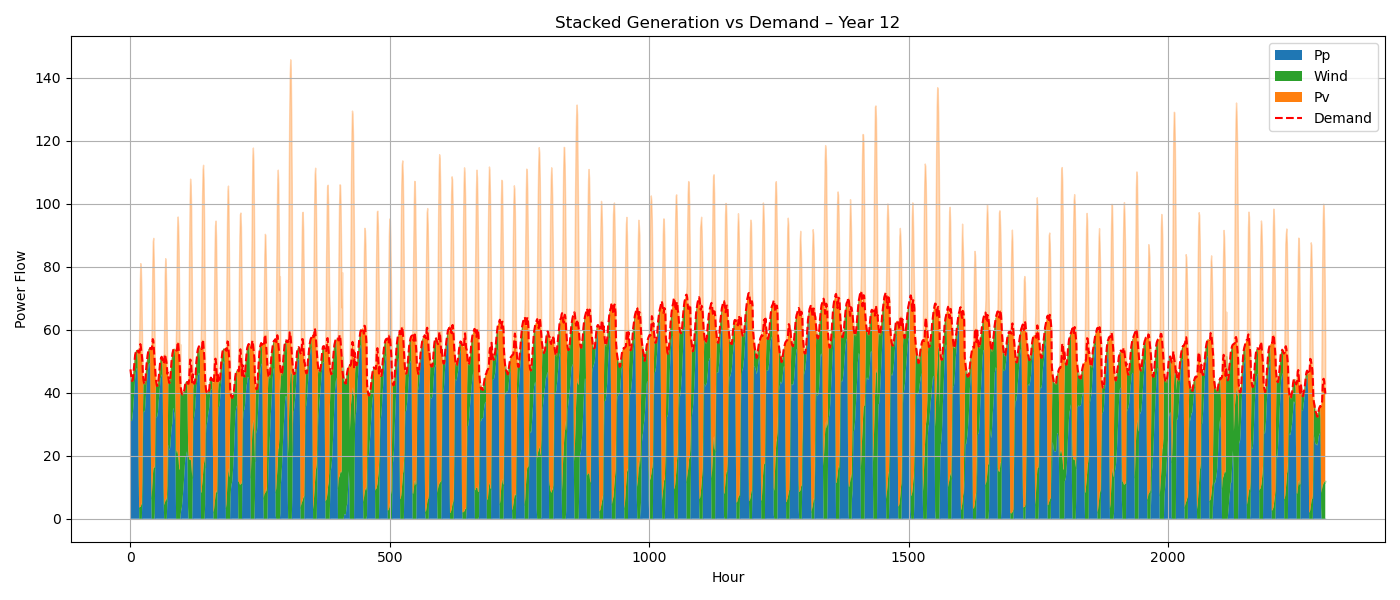 Stacked Generation vs Demand – Year 12
Power Flow
140
120
100
80
60
40
20
0
0 500 1000 1500 2000
Hour
Pp
Wind
Pv
Demand